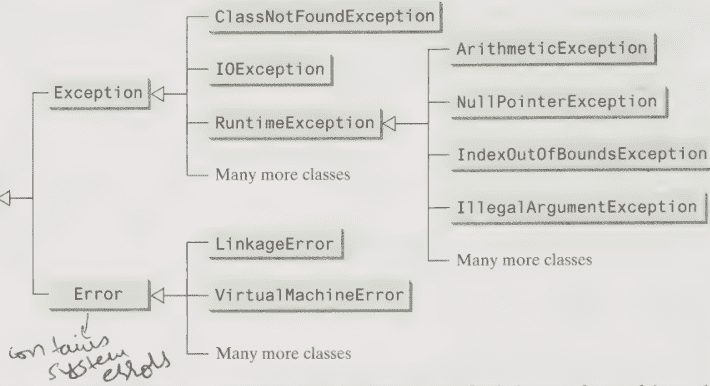 ClassNotFoundException
ArithmeticException
IOException
Exception
NullPointerException
RuntimeException
IndexOutOfBoundsException
Many more classes
IllegalArgumentException
LinkageError
Many more classes
Error
VirtualMachineError
contains
system
errors
Many more classes